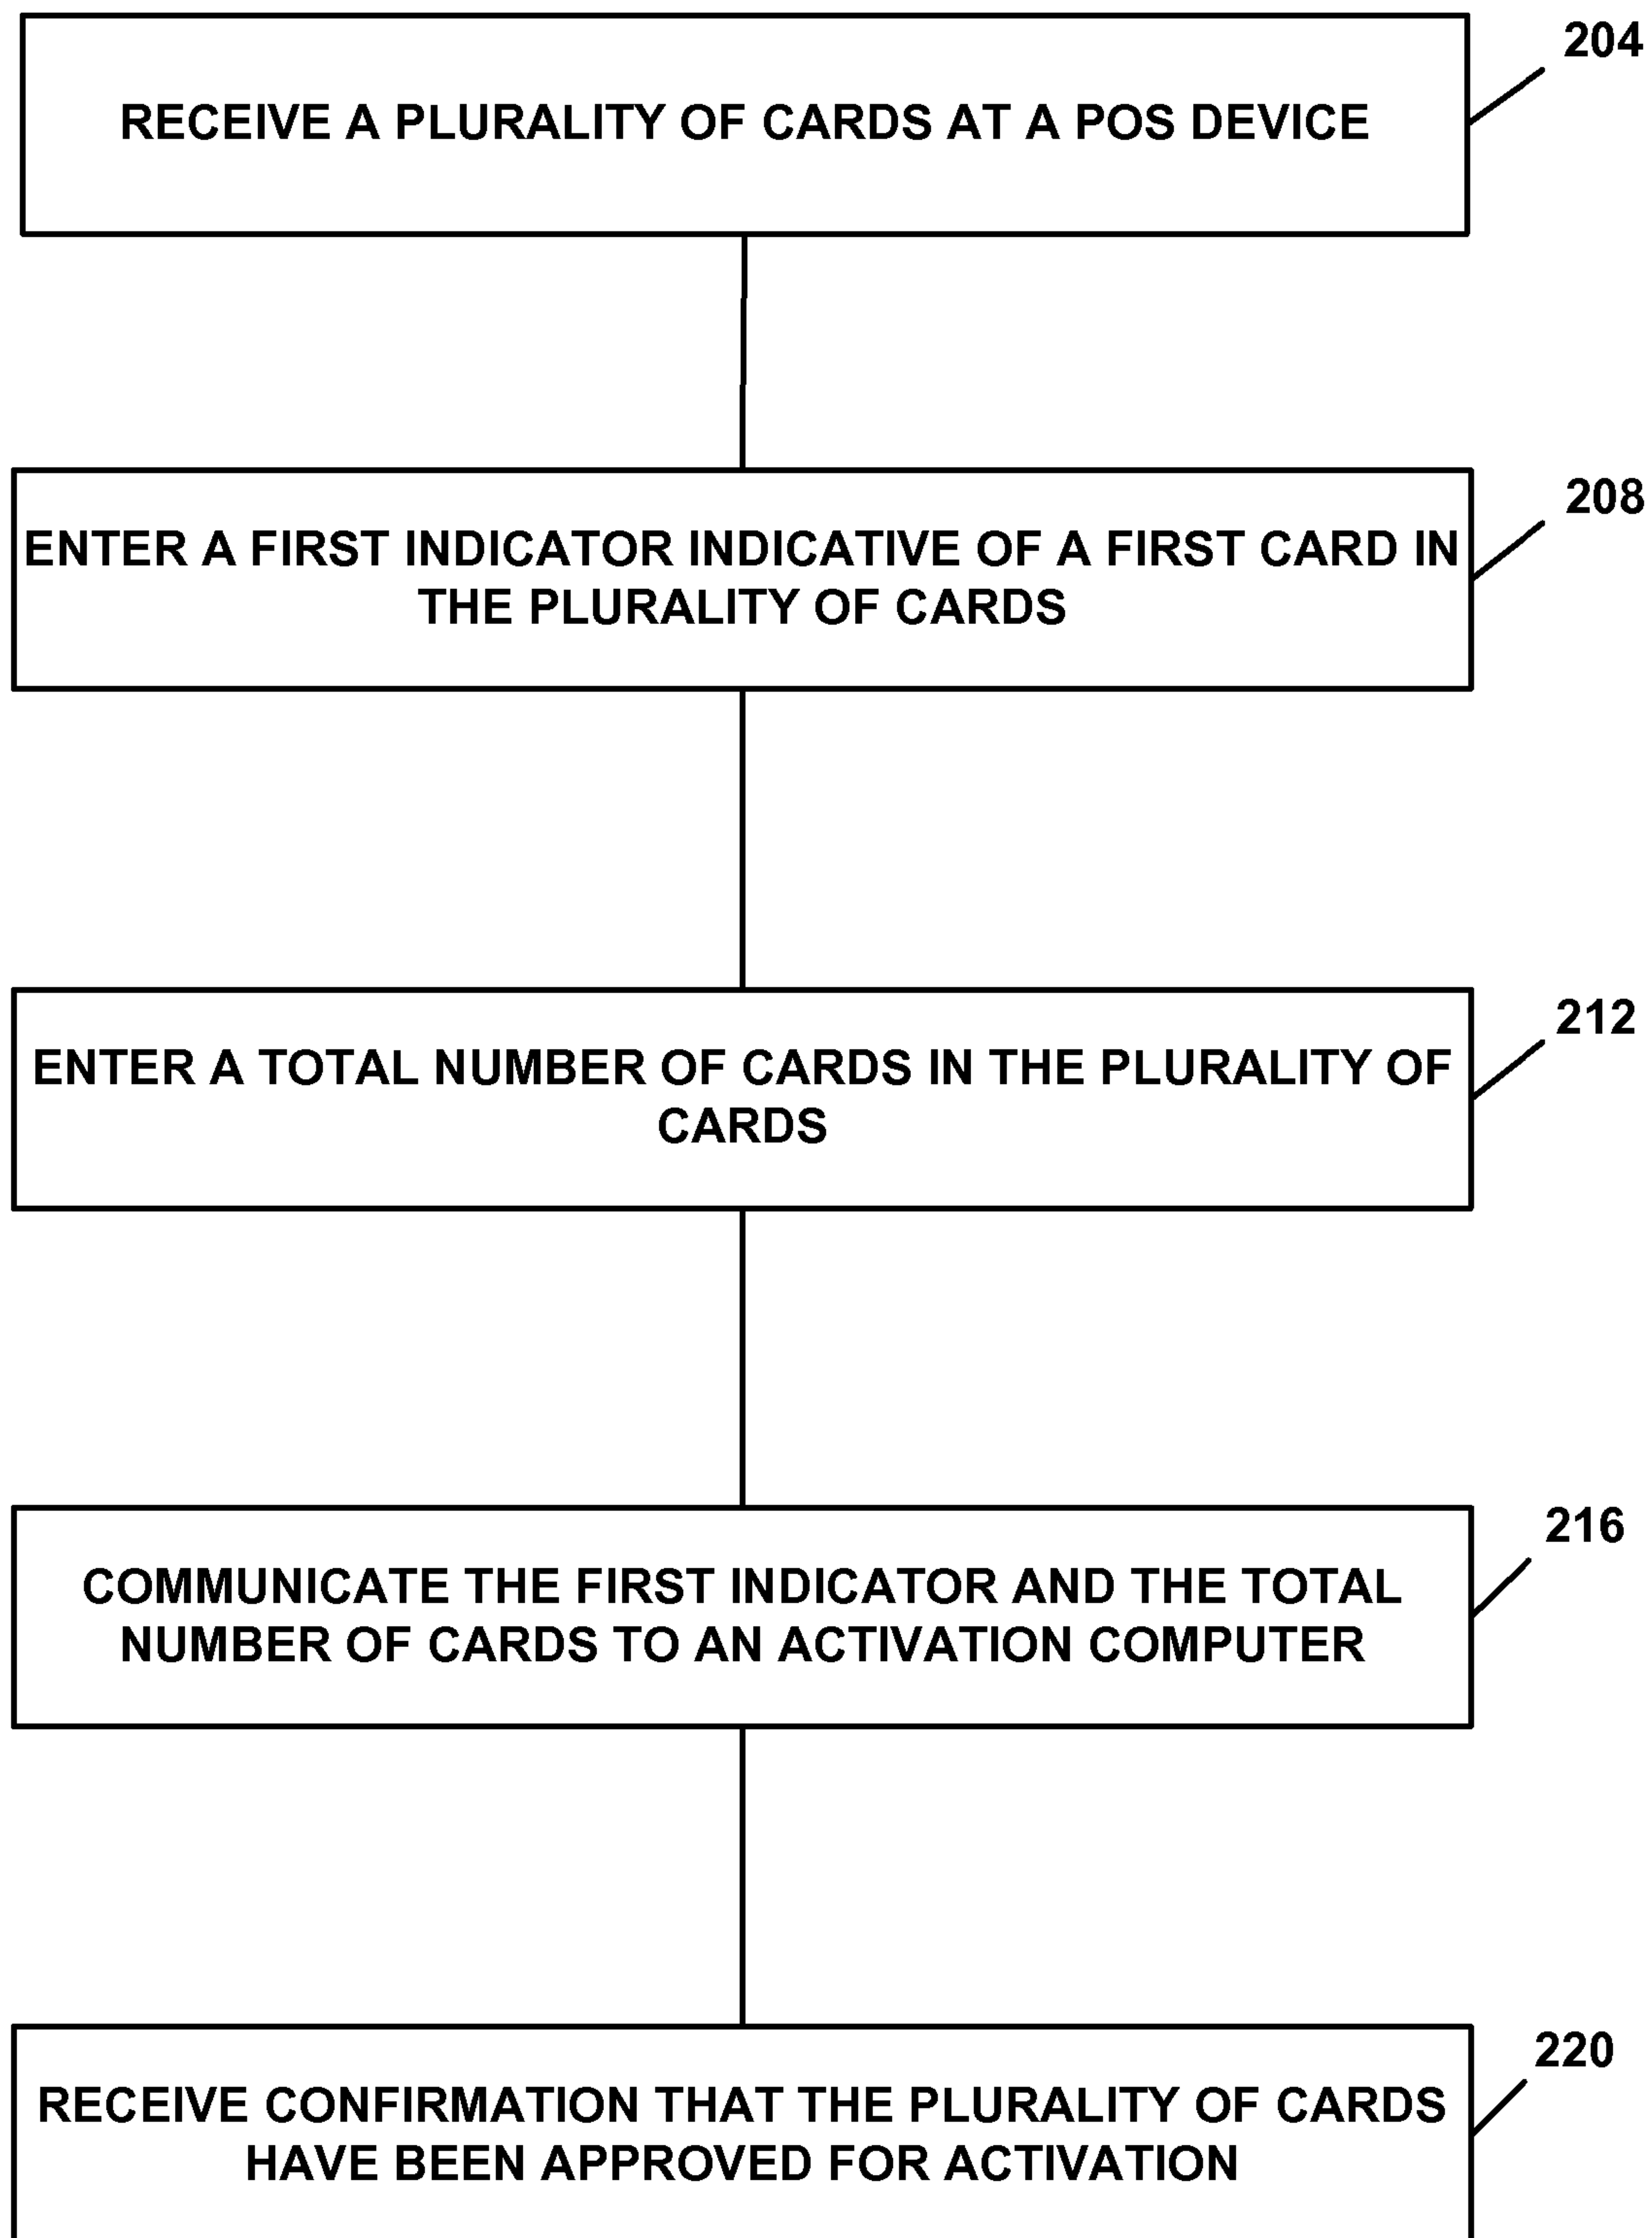 204
RECEIVE A PLURALITY OF CARDS AT A POS DEVICE
208
ENTER A FIRST INDICATOR INDICATIVE OF A FIRST CARD IN
THE PLURALITY OF CARDS
212
ENTER A TOTAL NUMBER OF CARDS IN THE PLURALITY OF
CARDS
216
COMMUNICATE THE FIRST INDICATOR AND THE TOTAL
NUMBER OF CARDS TO AN ACTIVATION COMPUTER
220
RECEIVE CONFIRMATION THAT THE PLURALITY OF CARDS
HAVE BEEN APPROVED FOR ACTIVATION